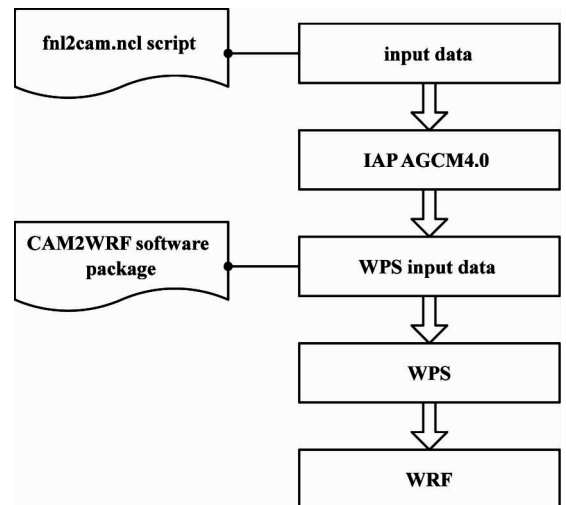 fnl2cam.ncl script
input data
IAP AGCM4.0
CAM2WRF software
package
WPS input data
WPS
WRF